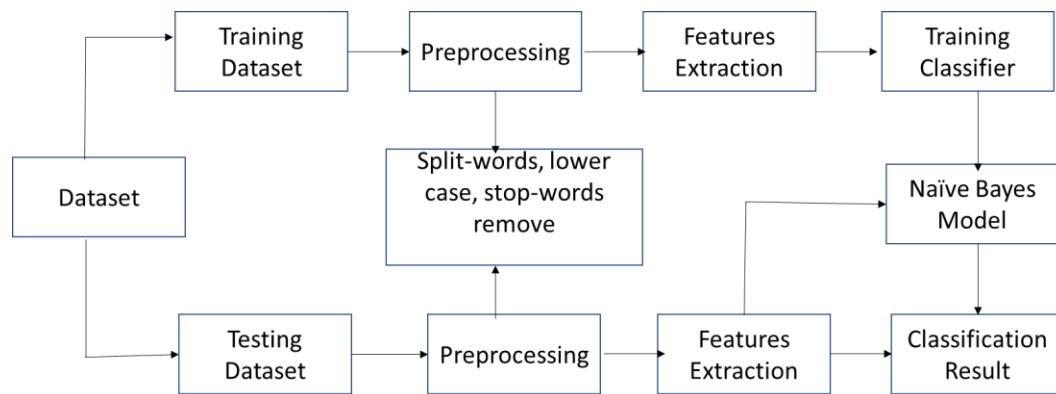 Training
Dataset
Preprocessing
Features
Extraction
Training
Classifier
Dataset
Split-words, lower
case, stop-words
remove
Naïve Bayes
Model
Testing
Dataset
Preprocessing
Features
Extraction
Classification
Result